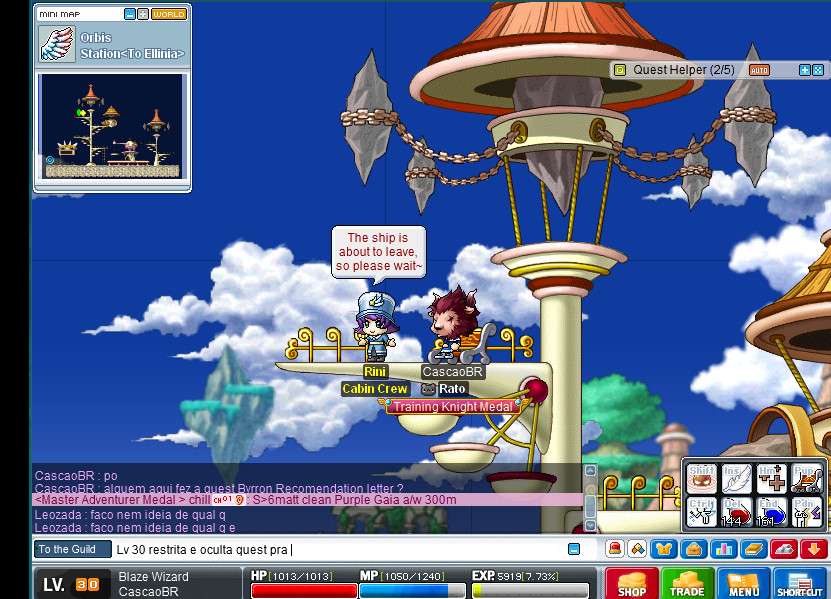 MINI MAP
WORLD
Orbis
Station<To Ellinia>
Quest Helper (2/5)
AUTO
The ship is
about to leave,
so please wait~
Rini
CascaoBR
Cabin Crew
Rato
Training Knight Medal
CascaoBR : po
CascaoBR : alguem aqui fez a quest Byrron Recomendation letter ?
<Master Adventurer Medal > chill CH 01 : S>6matt clean Purple Gaia a/w 300m
Leozada : faco nem ideia de qual q
Leozada : faco nem ideia de qual q e
Shift
Ins
Hm
Pup
Ctrl
Del
End
Pdn
144
161
To the Guild
Lv 30 restrita e oculta quest pra
LV. 30
Blaze Wizard
CascaoBR
HP[1013/1013]
MP[1050/1240]
EXP.5919[7.73%]
SHOP
TRADE
MENU
SHORT CUT